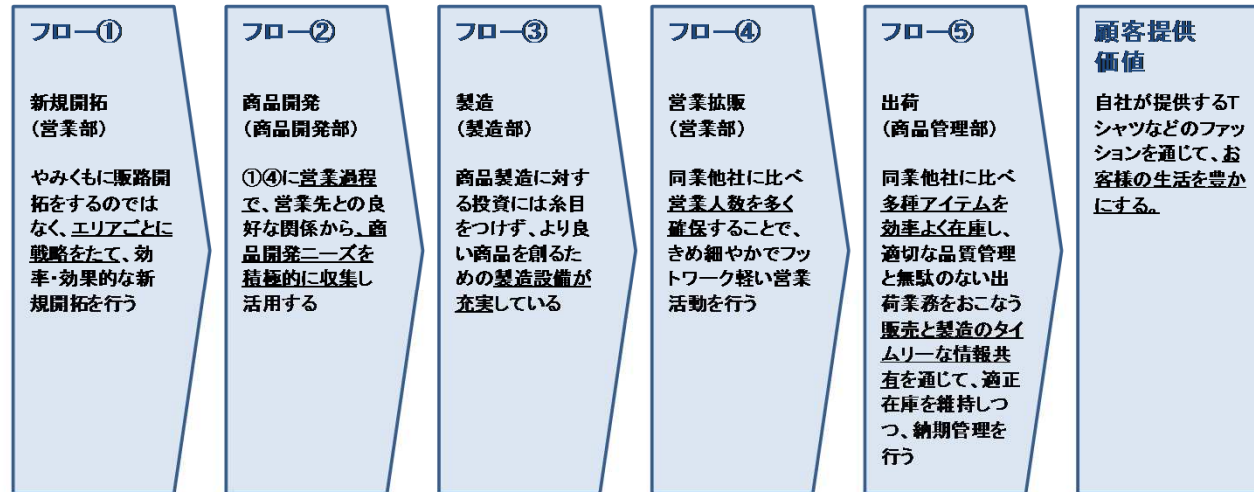 フロー①
新規開拓
（営業部）
やみくもに販路開
拓をするのでは
なく、エリアごとに
戦略をたて、効
率・効果的な新
規開拓を行う
フロー②
商品開発
（商品開発部）
①④に営業過程
で、営業先との良
好な関係から、商
品開発ニーズを
積極的に収集し
活用する
フロー③
製造
（製造部）
商品製造に対す
る投資には糸目
をつけず、より良
い商品を創るた
めの製造設備が
充実している
フロー④
営業拡販
（営業部）
同業他社に比べ
営業人数を多く
確保することで、
きめ細やかでフッ
トワーク軽い営業
活動を行う
フロー⑤
出荷
（商品管理部）
同業他社に比べ
多種アイテムを
効率よく在庫し、
適切な品質管理
と無駄のない出
荷業務をおこなう
販売と製造のタイ
ムリーな情報共
有を通じて、適正
在庫を維持しつ
つ、納期管理を
行う
顧客提供
価値
自社が提供するT
シャツなどのファッ
ションを通じて、お
客様の生活を豊か
にする。